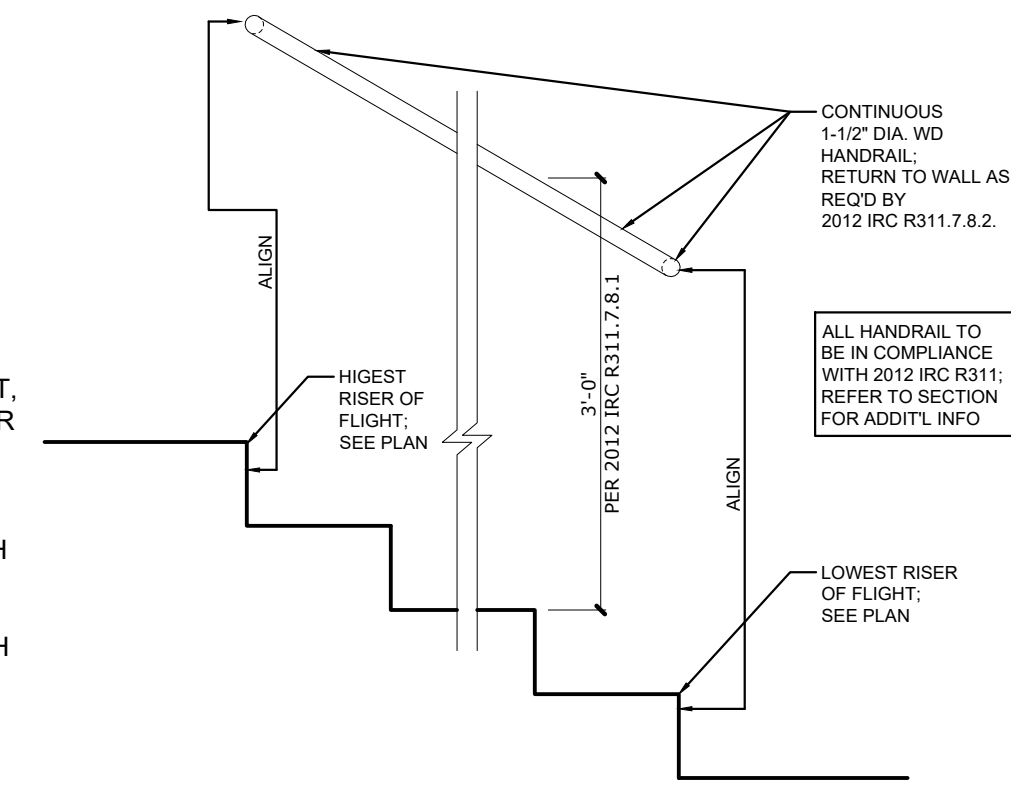 CONTINUOUS
1-1/2" DIA. WD
HANDRAIL;
RETURN TO WALL AS
REQ'D BY
2012 IRC R311.7.8.2.
ALIGN
3'-0"
PER 2012 IRC R311.7.8.1
ALL HANDRAIL TO
BE IN COMPLIANCE
WITH 2012 IRC R311;
REFER TO SECTION
FOR ADDIT'L INFO
HIGEST
RISER OF
FLIGHT;
SEE PLAN
T,
R
H
H
ALIGN
LOWEST RISER
OF FLIGHT;
SEE PLAN